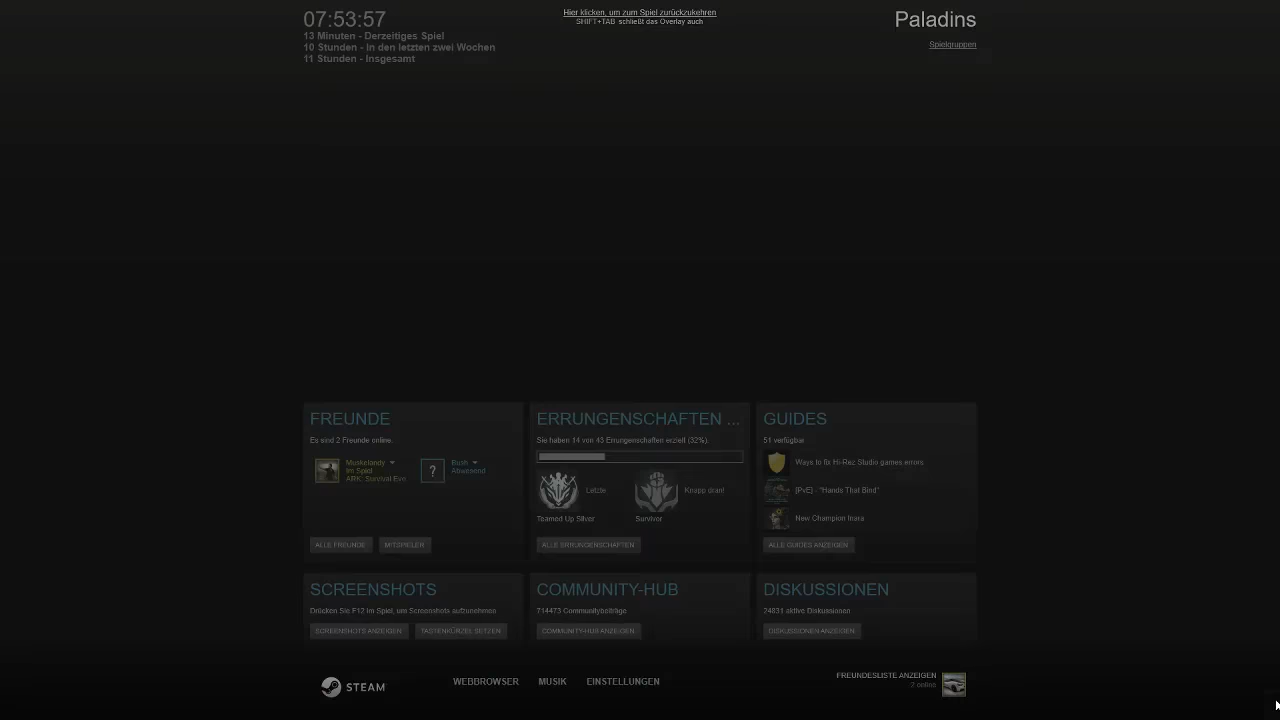 07:53:57
13 Minuten - Derzeitiges Spiel
10 Stunden - In den letzten zwei Wochen
11 Stunden - Insgesamt
Hier klicken, um zum Spiel zurückzukehren
SHIFT+TAB schließt das Overlay auch
Paladins
Spielgruppen
FREUNDE
Es sind 2 Freunde online.
Muskelandy
Im Spiel
ARK: Survival Evo
?
Bush
Abwesend
ALLE FREUNDE
MITSPIELER
ERRUNGENSCHAFTEN ...
Sie haben 14 von 43 Errungenschaften erzielt (32%).
Letzte
Knapp dran!
Teamed Up Silver
Survivor
ALLE ERRUNGENSCHAFTEN
GUIDES
51 verfügbar
Ways to fix Hi-Rez Studio games errors
[PvE] - "Hands That Bind"
New Champion Inara
ALLE GUIDES ANZEIGEN
SCREENSHOTS
Drücken Sie F12 im Spiel, um Screenshots aufzunehmen
SCREENSHOTS ANZEIGEN
TASTENKÜRZEL SETZEN
COMMUNITY-HUB
714473 Communitybeiträge
COMMUNITY-HUB ANZEIGEN
DISKUSSIONEN
24831 aktive Diskussionen
DISKUSSIONEN ANZEIGEN
STEAM
WEBBROWSER
MUSIK
EINSTELLUNGEN
FREUNDESLISTE ANZEIGEN
2 online